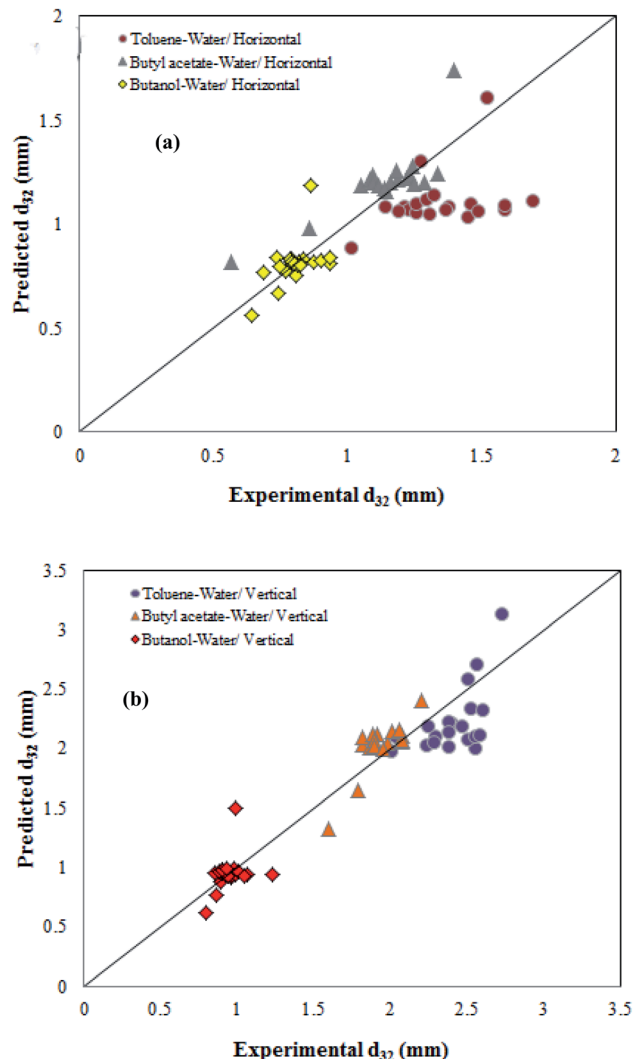 2
1.5
1
0.5
0
0
0.5
1
1.5
2
Predicted d32 (mm)
Experimental d32 (mm)
Toluene-Water/ Horizontal
Butyl acetate-Water/ Horizontal
Butanol-Water/ Horizontal
(a)
3.5
3
2.5
2
1.5
1
0.5
0
0
0.5
1
1.5
2
2.5
3
3.5
Predicted d32 (mm)
Experimental d32 (mm)
Toluene-Water/ Vertical
Butyl acetate-Water/ Vertical
Butanol-Water/ Vertical
(b)